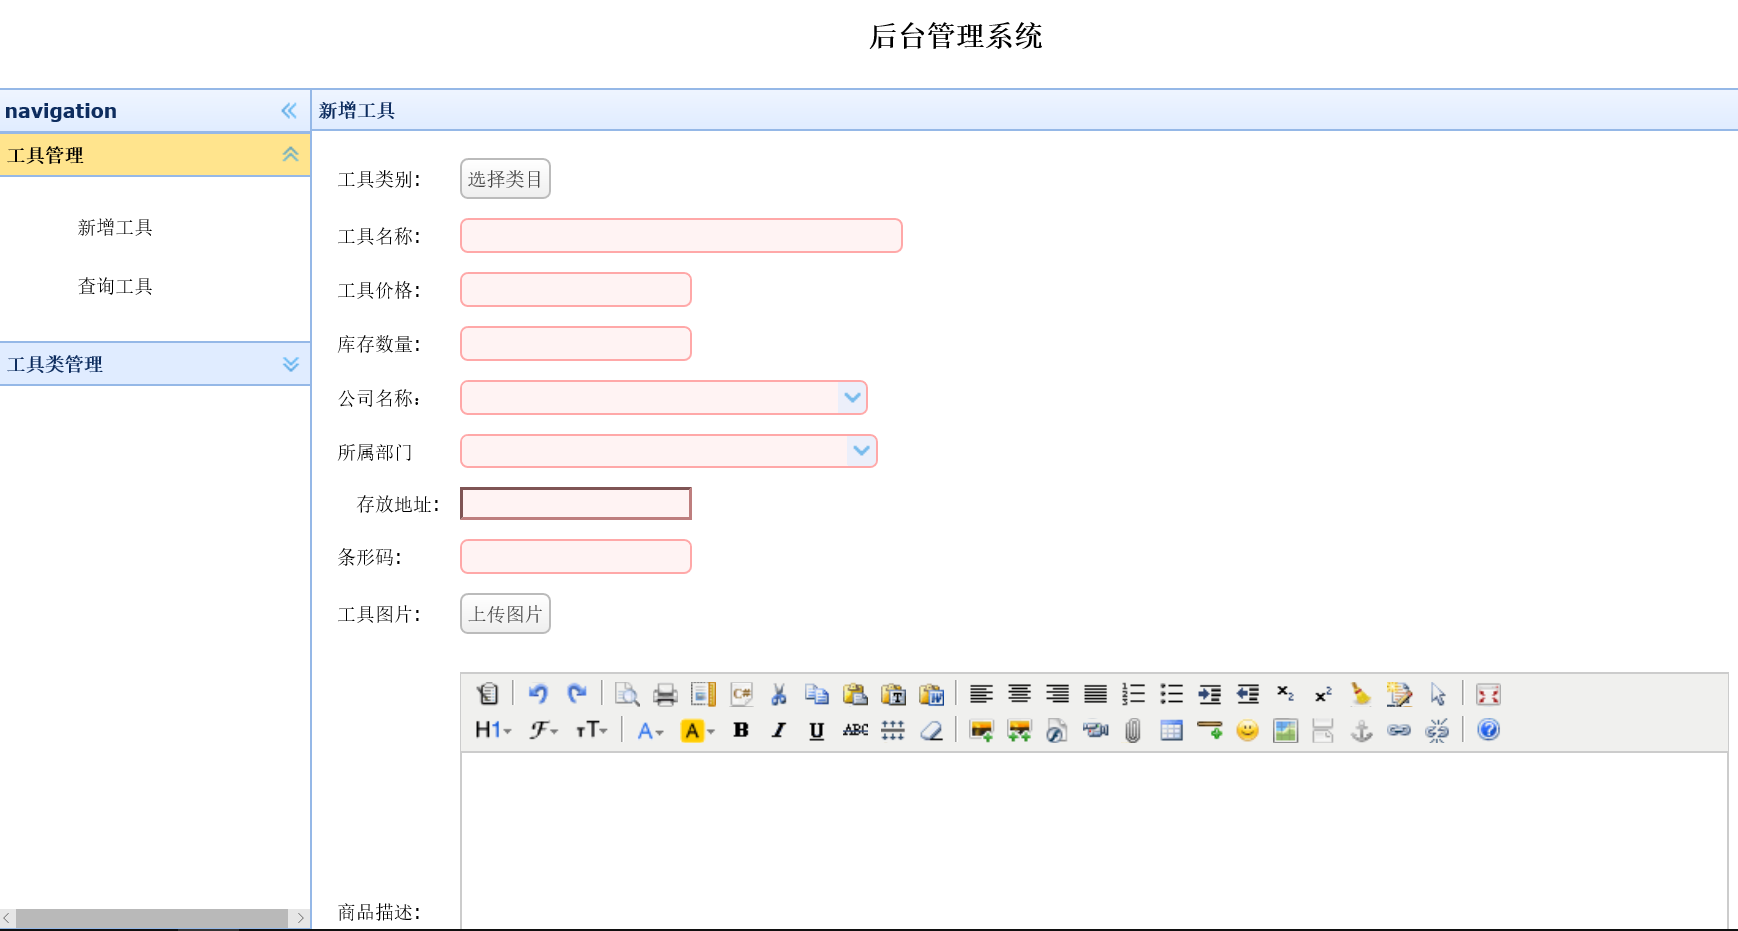 后台管理系统
navigation
工具管理
新增工具
查询工具
工具类管理
新增工具
工具类别: 选择类目
工具名称:
工具价格:
库存数量:
公司名称：
所属部门
存放地址:
条形码:
工具图片: 上传图片
C#
T W
H1 F TT A A B I U ABC
商品描述: